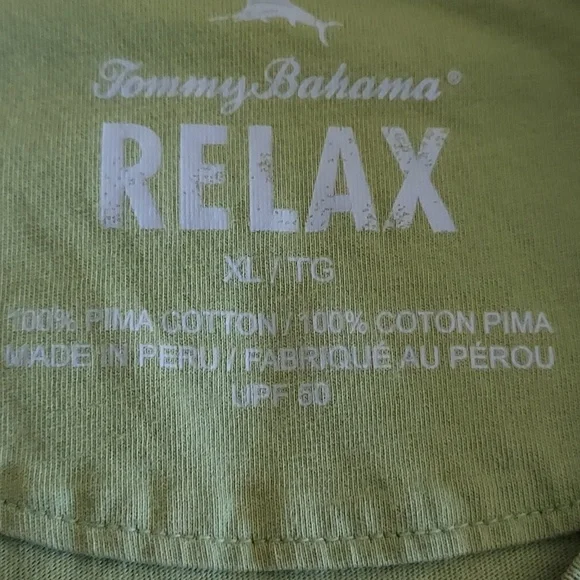 Tommy Bahama®
RELAX
XL / TG
100% PIMA COTTON / 100% COTON PIMA
MADE IN PERU / FABRIQUÉ AU PÉROU
UPF 50